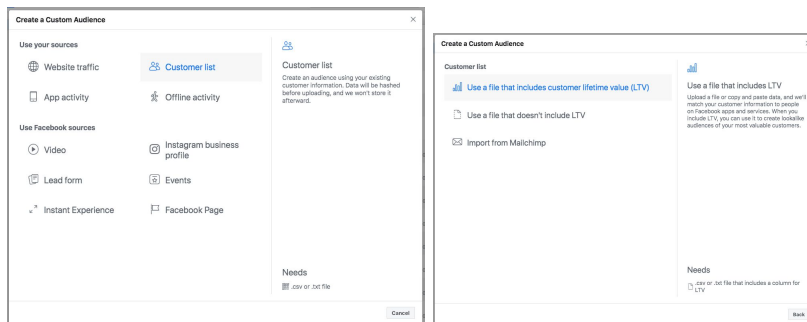 Create a Custom Audience
Use your sources
Website traffic
Customer list
App activity
Offline activity
Use Facebook sources
Video
Instagram business
profile
Lead form
Events
Instant Experience
Facebook Page
Customer list
Create an audience using your existing
customer information. Data will be hashed
before uploading, and we won't store it
afterward.
Needs
.csv or .txt file
Cancel
Create a Custom Audience
Customer list
Use a file that includes customer lifetime value (LTV)
Use a file that doesn't include LTV
Import from Mailchimp
Use a file that includes LTV
Upload a file or copy and paste data, and we'll
match your customer information to people
on Facebook apps and services. When you
include LTV, you can use it to create lookalike
audiences of your most valuable customers.
Needs
.csv or .txt file that includes a column for
LTV
Back